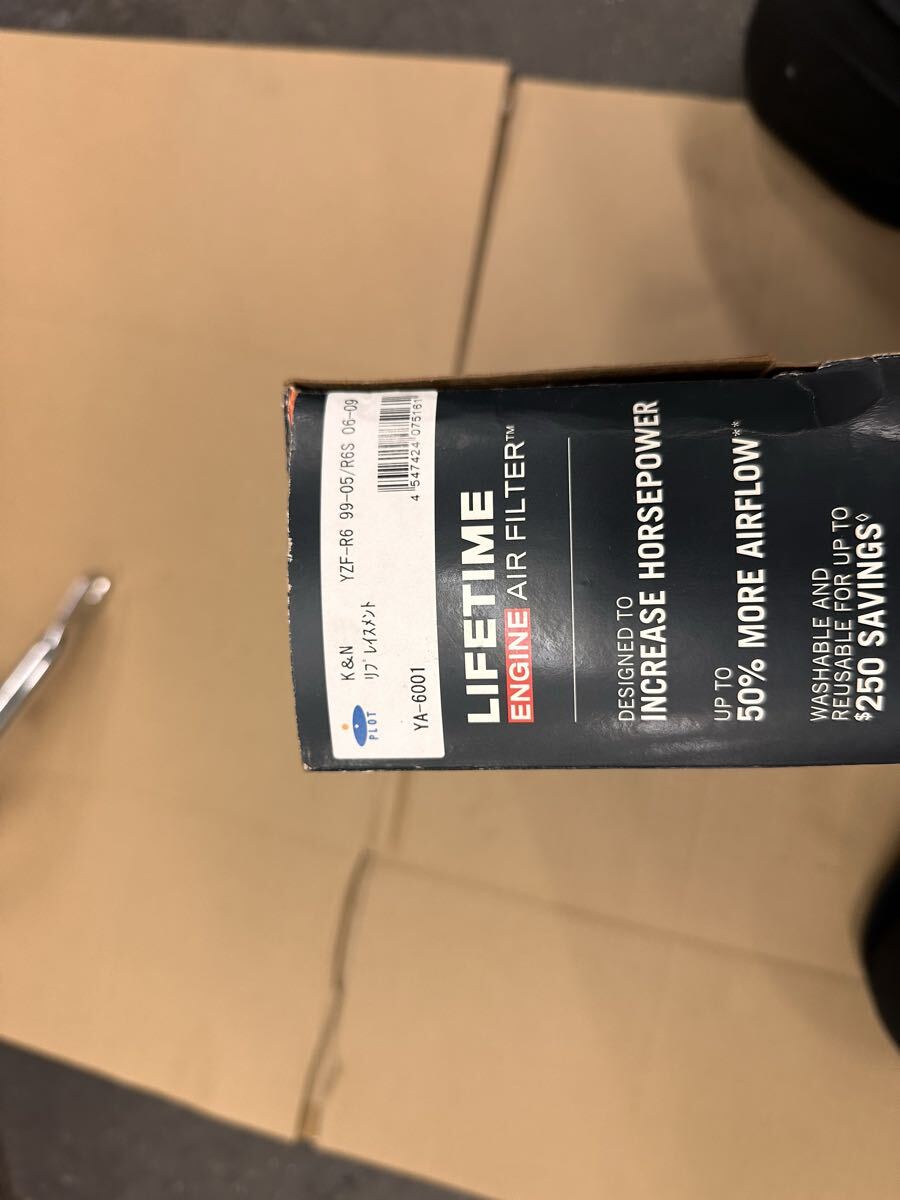 K&N YZF-R6 99-05/R6S 06-09
リプレイスメント
PLOT
YA-6001
4 547424 075161
LIFETIME
ENGINE AIR FILTER™
DESIGNED TO
INCREASE HORSEPOWER
UP TO
50% MORE AIRFLOW**
WASHABLE AND
REUSABLE FOR UP TO
$250 SAVINGS◊